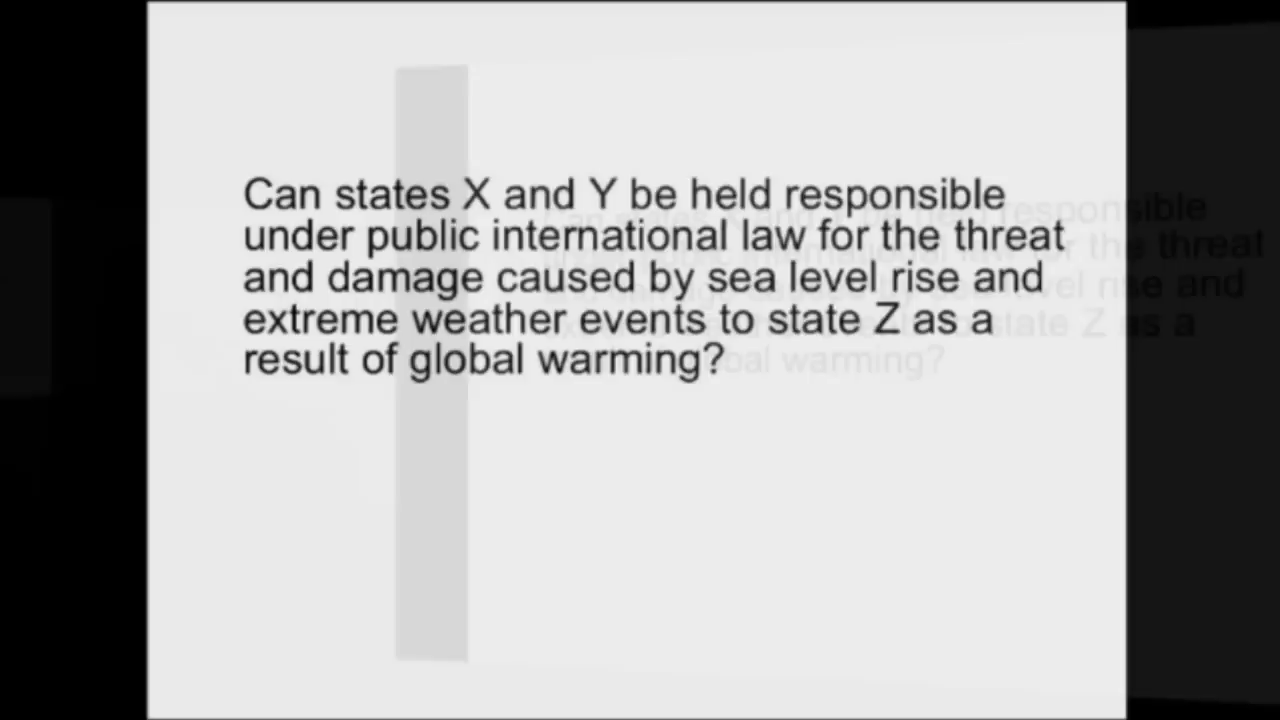 Can states X and Y be held responsible
under public international law for the threat
and damage caused by sea level rise and
extreme weather events to state Z as a
result of global warming?